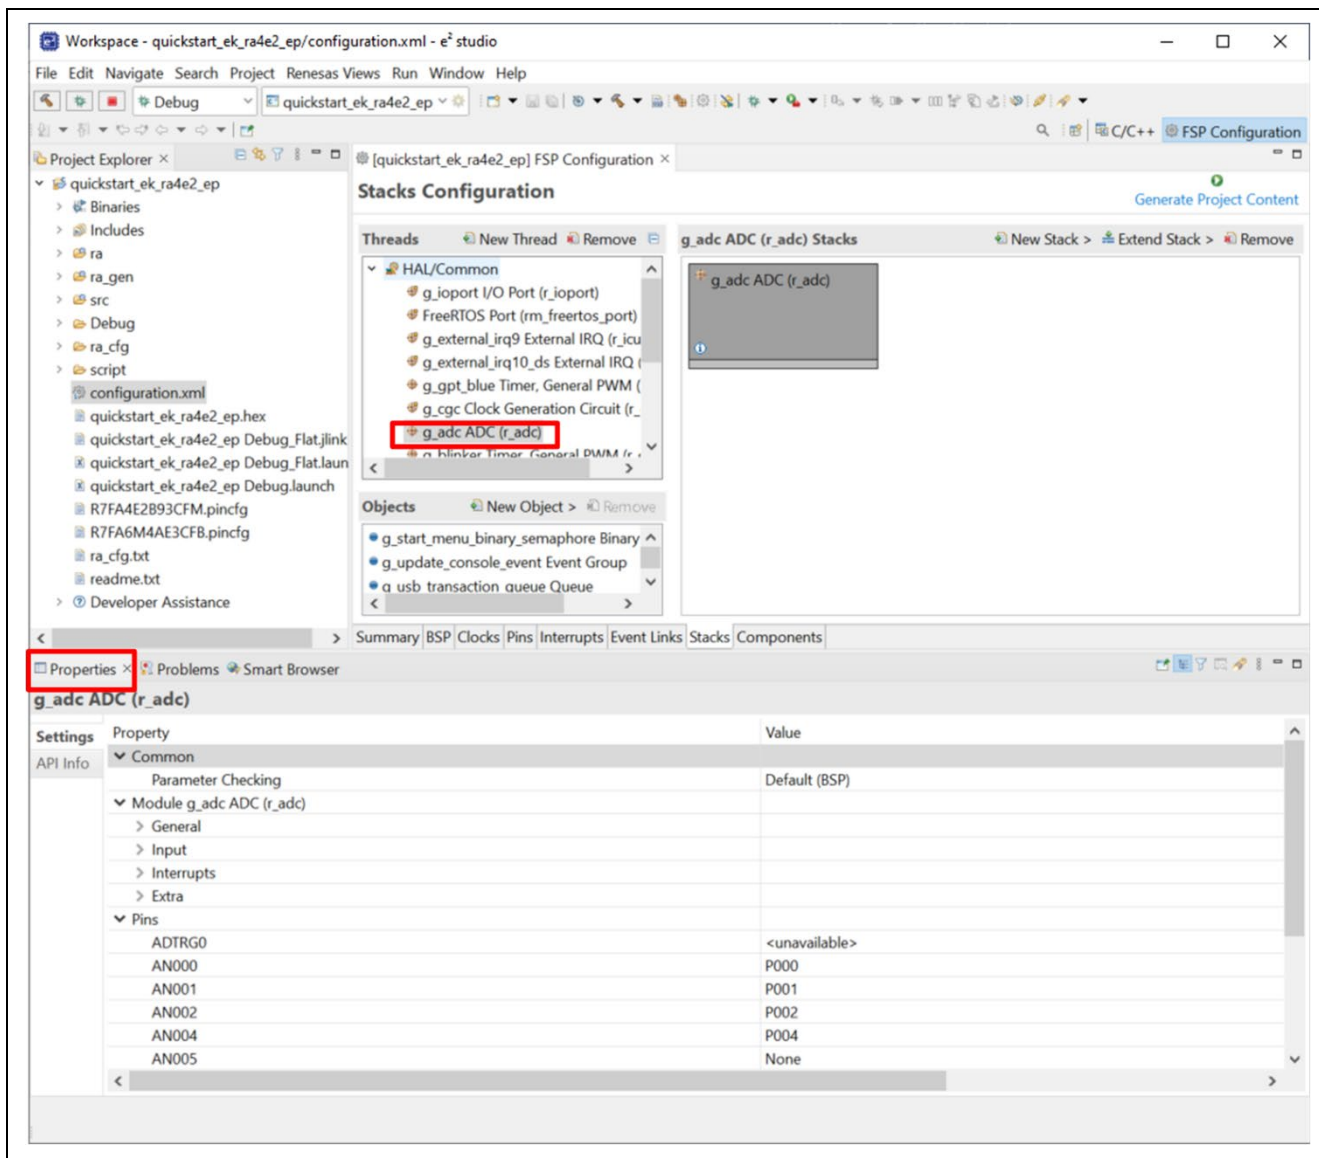 Workspace - quickstart_ek_ra4e2_ep/configuration.xml - e² studio
File Edit Navigate Search Project Renesas Views Run Window Help
Debug quickstart_ek_ra4e2_ep
C/C++ FSP Configuration
Project Explorer
quickstart_ek_ra4e2_ep
Binaries
Includes
ra
ra_gen
src
Debug
ra_cfg
script
configuration.xml
quickstart_ek_ra4e2_ep.hex
quickstart_ek_ra4e2_ep Debug_Flat.jlink
quickstart_ek_ra4e2_ep Debug_Flat.laun
quickstart_ek_ra4e2_ep Debug.launch
R7FA4E2B93CFM.pincfg
R7FA6M4AE3CFB.pincfg
ra_cfg.txt
readme.txt
Developer Assistance
[quickstart_ek_ra4e2_ep] FSP Configuration
Stacks Configuration
Generate Project Content
Threads New Thread Remove
HAL/Common
g_ioport I/O Port (r_ioport)
FreeRTOS Port (rm_freertos_port)
g_external_irq9 External IRQ (r_icu
g_external_irq10_ds External IRQ (
g_gpt_blue Timer, General PWM (
g_cgc Clock Generation Circuit (r_
g_adc ADC (r_adc)
g_blinker Timer, General PWM (r_
Objects New Object > Remove
g_start_menu_binary_semaphore Binary
g_update_console_event Event Group
g_usb_transaction_queue Queue
g_adc ADC (r_adc) Stacks New Stack > Extend Stack > Remove
g_adc ADC (r_adc)
Summary BSP Clocks Pins Interrupts Event Links Stacks Components
Properties Problems Smart Browser
g_adc ADC (r_adc)
Settings
API Info
Property Value
Common
Parameter Checking Default (BSP)
Module g_adc ADC (r_adc)
General
Input
Interrupts
Extra
Pins
ADTRG0 <unavailable>
AN000 P000
AN001 P001
AN002 P002
AN004 P004
AN005 None